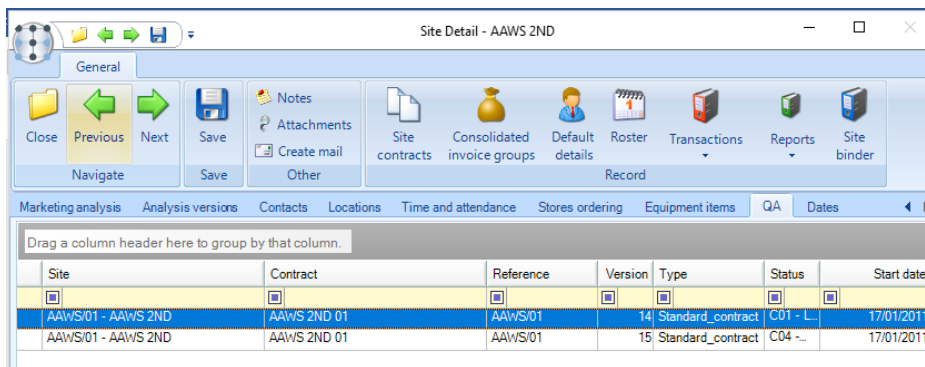 Site Detail - AAWS 2ND
General
Close Previous Next Save Notes Attachments Create mail Site contracts Consolidated invoice groups Default details Roster Transactions Reports Site binder
Navigate Save Other Record
Marketing analysis Analysis versions Contacts Locations Time and attendance Stores ordering Equipment items QA Dates
Drag a column header here to group by that column.
Site Contract Reference Version Type Status Start date
AAWS/01 - AAWS 2ND AAWS 2ND 01 AAWS/01 14 Standard_contract C01 - L... 17/01/2011
AAWS/01 - AAWS 2ND AAWS 2ND 01 AAWS/01 15 Standard_contract C04 -... 17/01/2011